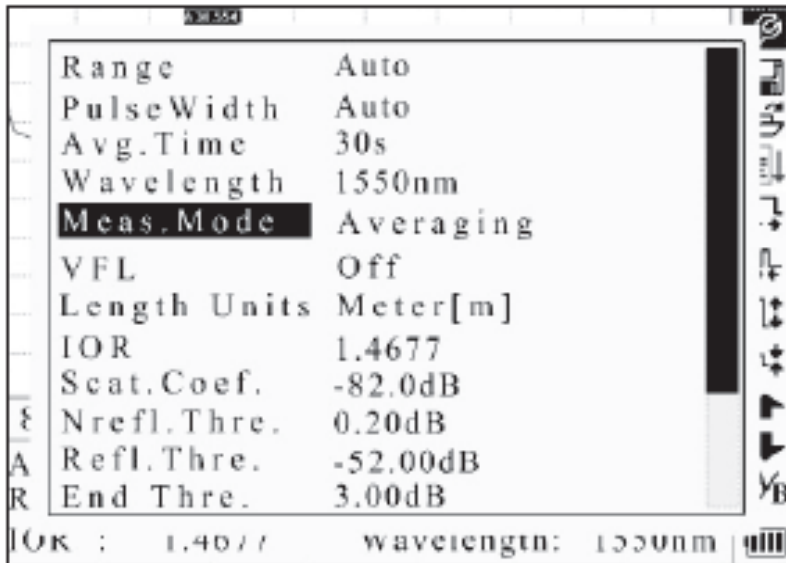 Range Auto
PulseWidth Auto
Avg.Time 30s
Wavelength 1550nm
Meas.Mode Averaging
VFL Off
Length Units Meter[m]
IOR 1.4677
Scat.Coef. -82.0dB
Nrefl.Thre. 0.20dB
A Refl.Thre. -52.00dB
R End Thre. 3.00dB
IOR : 1.4677 Wavelength: 1550nm